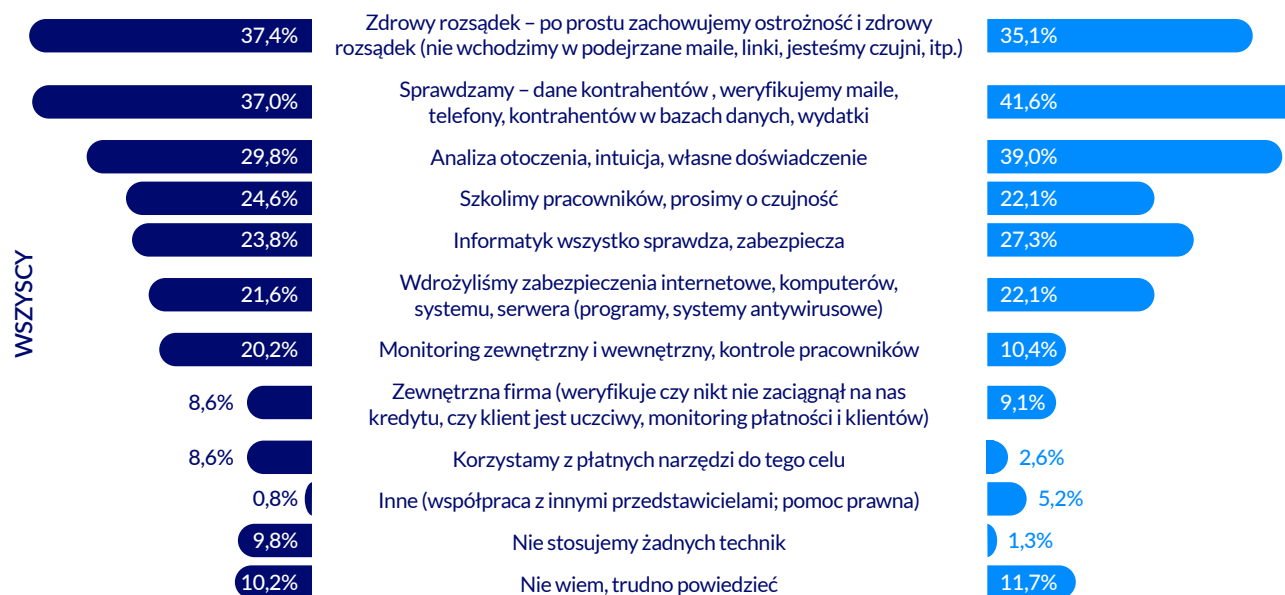 37,4% Zdrowy rozsądek – po prostu zachowujemy ostrożność i zdrowy 35,1%
rozsądek (nie wchodzimy w podejrzane maile, linki, jesteśmy czujni, itp.)
37,0% Sprawdzamy – dane kontrahentów , weryfikujemy maile, 41,6%
telefony, kontrahentów w bazach danych, wydatki
29,8% Analiza otoczenia, intuicja, własne doświadczenie 39,0%
24,6% Szkolimy pracowników, prosimy o czujność 22,1%
23,8% Informatyk wszystko sprawdza, zabezpiecza 27,3%
WSZYSCY
21,6% Wdrożyliśmy zabezpieczenia internetowe, komputerów, 22,1%
systemu, serwera (programy, systemy antywirusowe)
20,2% Monitoring zewnętrzny i wewnętrzny, kontrole pracowników 10,4%
8,6% Zewnętrzna firma (weryfikuje czy nikt nie zaciągnął na nas 9,1%
kredytu, czy klient jest uczciwy, monitoring płatności i klientów)
8,6% Korzystamy z płatnych narzędzi do tego celu 2,6%
0,8% Inne (współpraca z innymi przedstawicielami; pomoc prawna) 5,2%
9,8% Nie stosujemy żadnych technik 1,3%
10,2% Nie wiem, trudno powiedzieć 11,7%